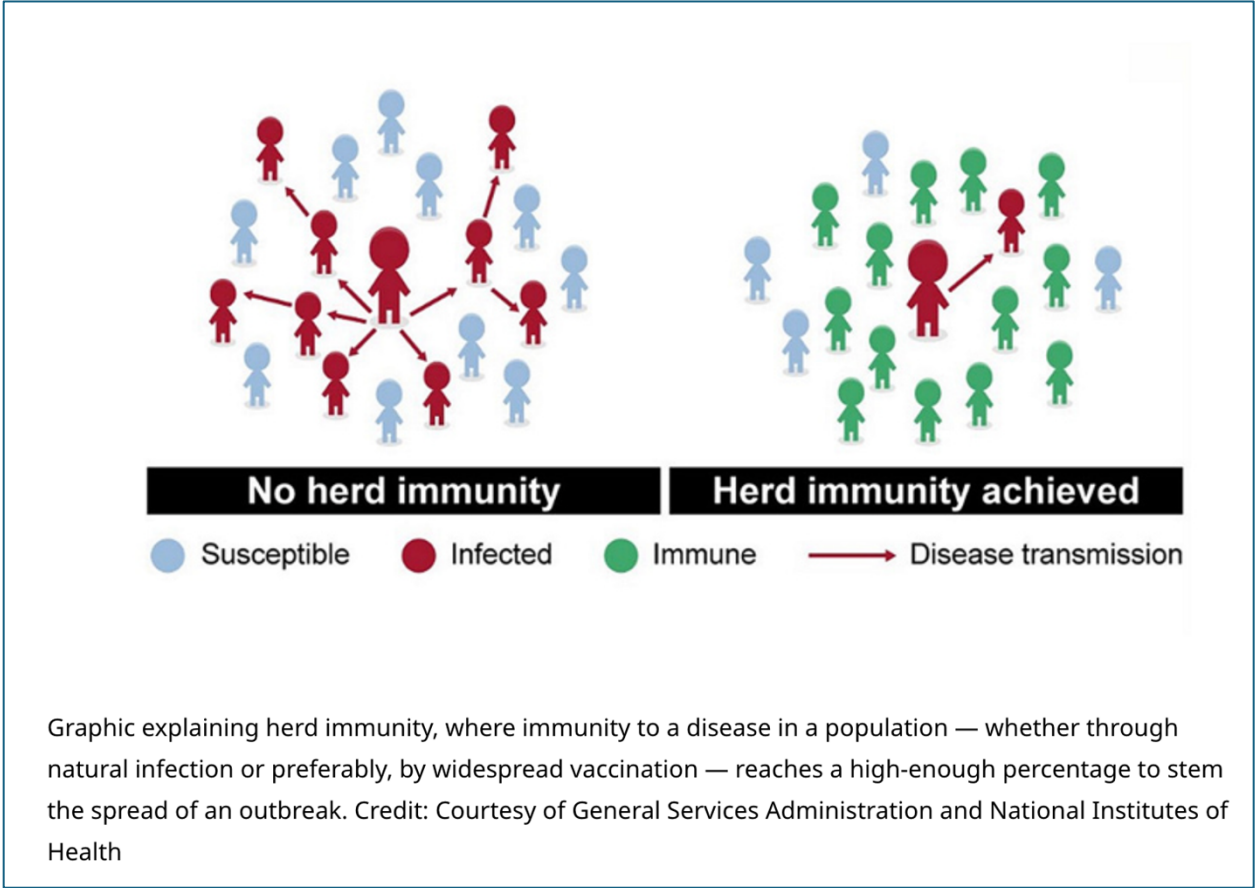 No herd immunity
Herd immunity achieved
Susceptible
Infected
Immune
Disease transmission
Graphic explaining herd immunity, where immunity to a disease in a population — whether through
natural infection or preferably, by widespread vaccination — reaches a high-enough percentage to stem
the spread of an outbreak. Credit: Courtesy of General Services Administration and National Institutes of
Health